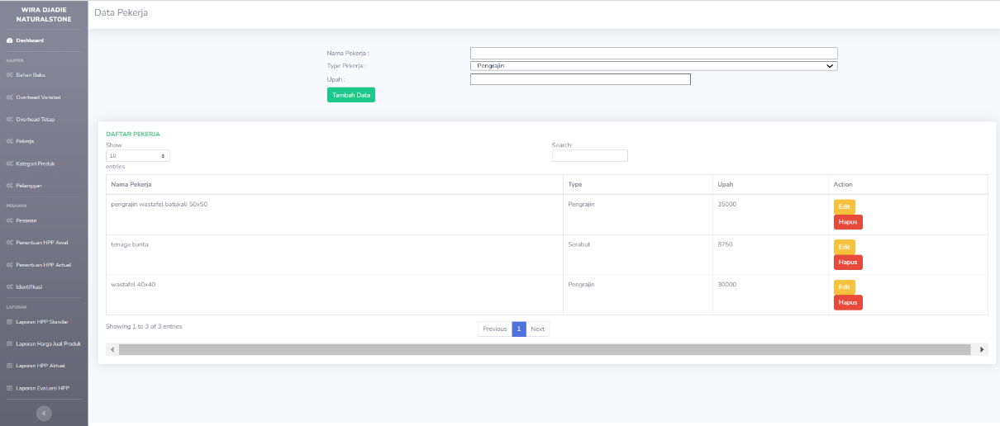 WIRA DJADIE
NATURALSTONE
Dashboard
MASTER
Bahan Baku
Overhead Variabel
Overhead Tetap
Pekerja
Kategori Produk
Pelanggan
PESANAN
Pesanan
Penentuan HPP Awal
Penentuan HPP Actual
Identifikasi
LAPORAN
Laporan HPP Standar
Laporan Harga Jual Produk
Laporan HPP Aktual
Laporan Evaluasi HPP
Data Pekerja
Nama Pekerja :
Type Pekerja : Pengrajin
Upah :
Tambah Data
DAFTAR PEKERJA
Show Search:
10
entries
Nama Pekerja Type Upah Action
pengrajin wastafel batukali 50x50 Pengrajin 35000 Edit
Hapus
tenaga bantu Serabut 8750 Edit
Hapus
wastafel 40x40 Pengrajin 30000 Edit
Hapus
Showing 1 to 3 of 3 entries Previous 1 Next